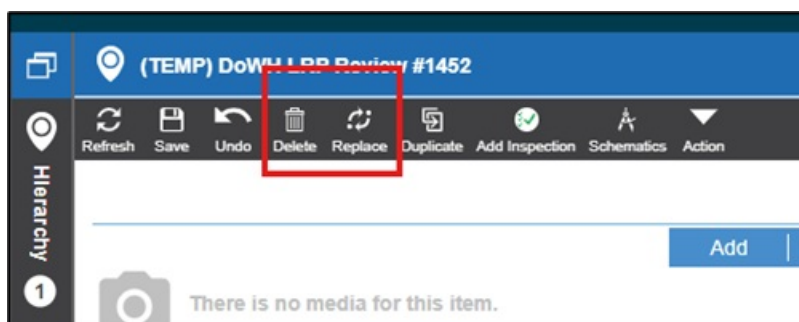 (TEMP) DoWH LRP Review #1452
Refresh Save Undo Delete Replace Duplicate Add Inspection Schematics Action
Hierarchy
1
Add
There is no media for this item.